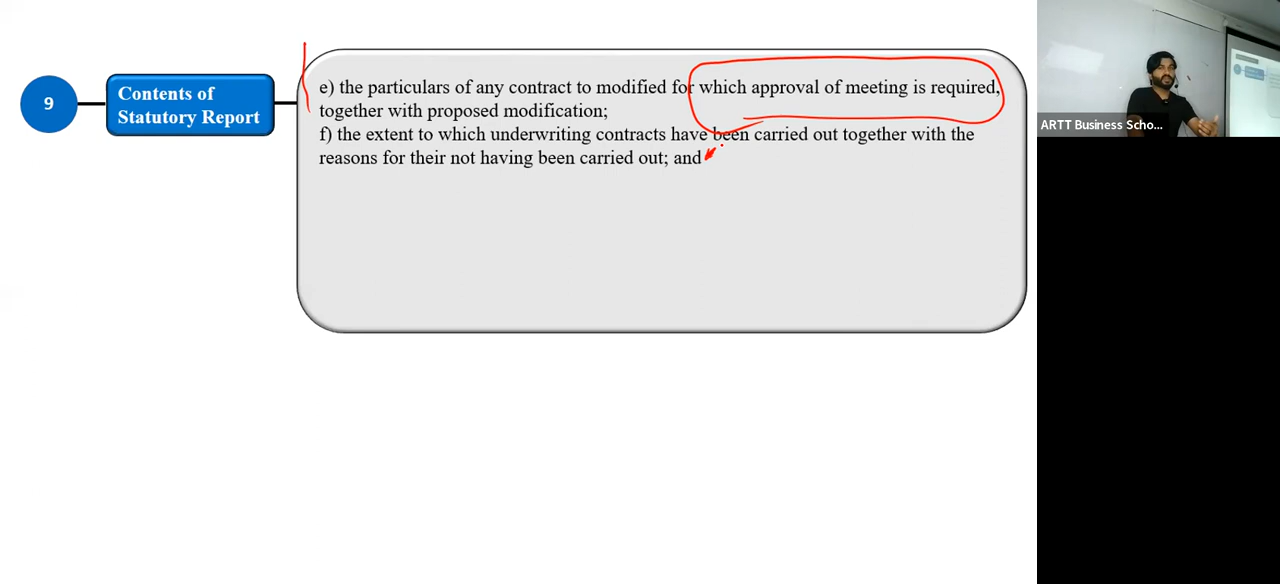 9
Contents of
Statutory Report
e) the particulars of any contract to modified for which approval of meeting is required,
together with proposed modification;
f) the extent to which underwriting contracts have been carried out together with the
reasons for their not having been carried out; and
ARTT Business Scho...